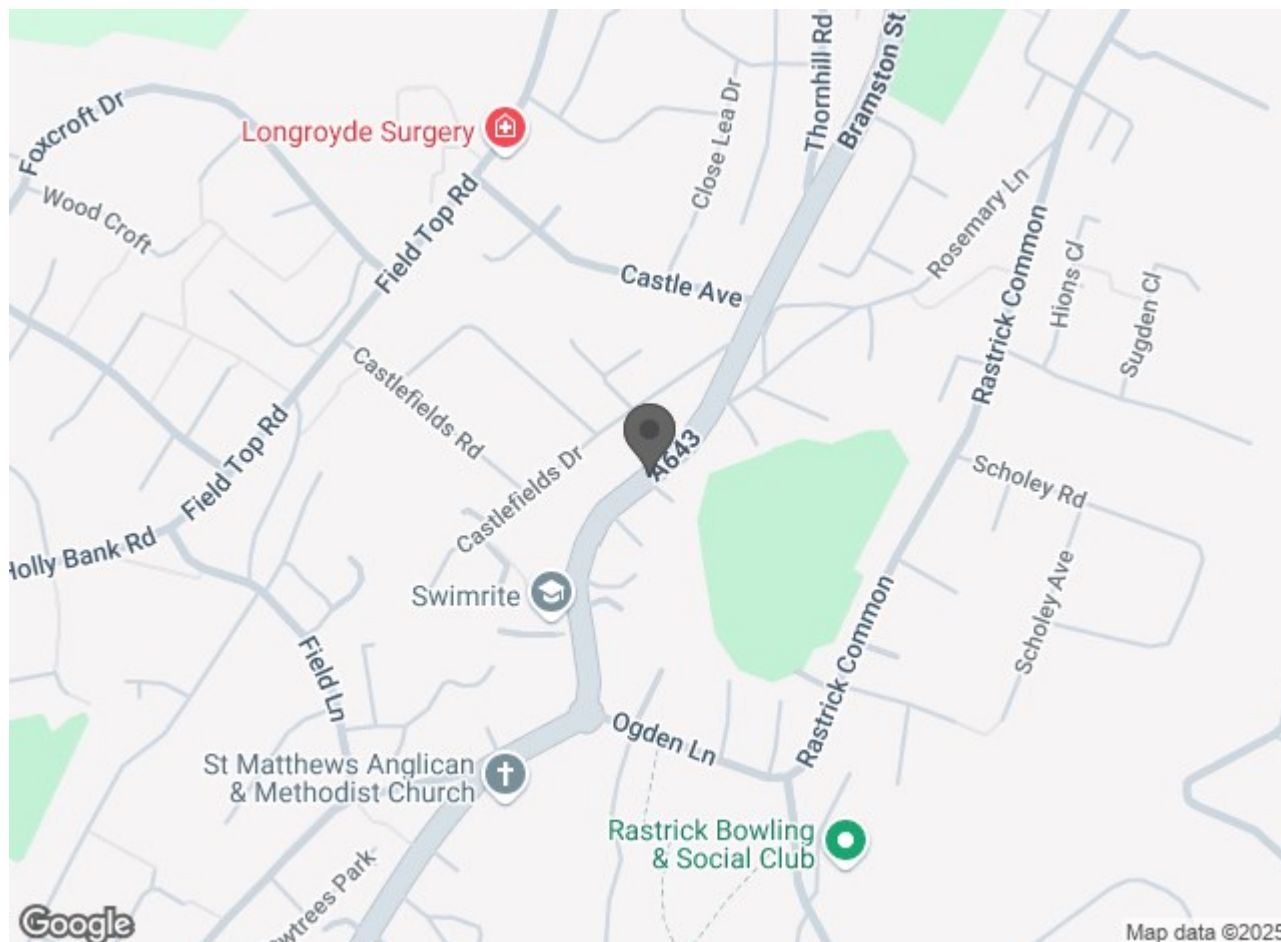 Foxcroft Dr
Longroyde Surgery
Thornhill Rd
Bramston St
Close Lea Dr
Wood Croft
Field Top Rd
Rosemary Ln
Castle Ave
Rastrick Common
Hions Cl
Sugden Cl
Castlefields Rd
Field Top Rd
A643
Castlefields Dr
Scholey Rd
Holly Bank Rd
Swimrite
Scholey Ave
Rastrick Common
Field Ln
Ogden Ln
St Matthews Anglican
& Methodist Church
Rastrick Bowling
& Social Club
wtrees Park
Google
Map data ©2025